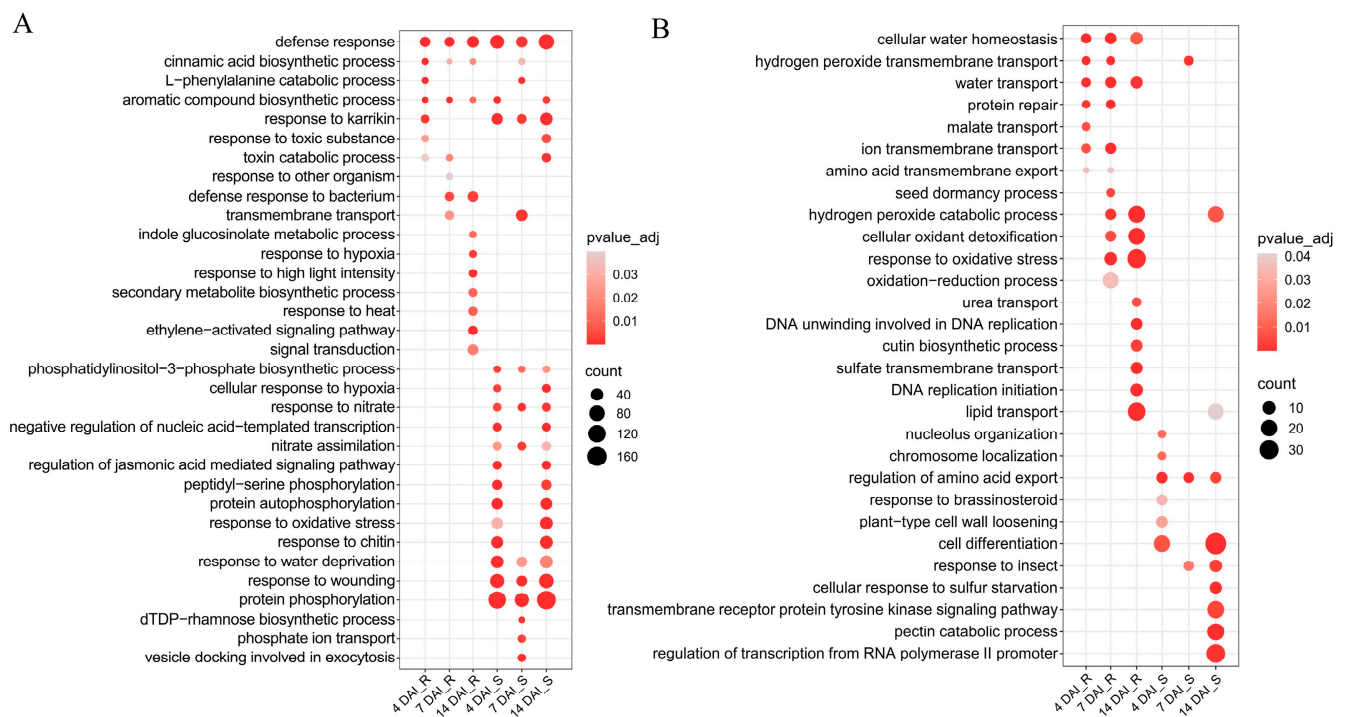 A
defense response
cinnamic acid biosynthetic process
L−phenylalanine catabolic process
aromatic compound biosynthetic process
response to karrikin
response to toxic substance
toxin catabolic process
response to other organism
defense response to bacterium
transmembrane transport
indole glucosinolate metabolic process
response to hypoxia
response to high light intensity
secondary metabolite biosynthetic process
response to heat
ethylene−activated signaling pathway
signal transduction
phosphatidylinositol−3−phosphate biosynthetic process
cellular response to hypoxia
response to nitrate
negative regulation of nucleic acid−templated transcription
nitrate assimilation
regulation of jasmonic acid mediated signaling pathway
peptidyl−serine phosphorylation
protein autophosphorylation
response to oxidative stress
response to chitin
response to water deprivation
response to wounding
protein phosphorylation
dTDP−rhamnose biosynthetic process
phosphate ion transport
vesicle docking involved in exocytosis
4 DAI_R
7 DAI_R
14 DAI_R
4 DAI_S
7 DAI_S
14 DAI_S
pvalue_adj
0.03
0.02
0.01
count
40
80
120
160
B
cellular water homeostasis
hydrogen peroxide transmembrane transport
water transport
protein repair
malate transport
ion transmembrane transport
amino acid transmembrane export
seed dormancy process
hydrogen peroxide catabolic process
cellular oxidant detoxification
response to oxidative stress
oxidation−reduction process
urea transport
DNA unwinding involved in DNA replication
cutin biosynthetic process
sulfate transmembrane transport
DNA replication initiation
lipid transport
nucleolus organization
chromosome localization
regulation of amino acid export
response to brassinosteroid
plant−type cell wall loosening
cell differentiation
response to insect
cellular response to sulfur starvation
transmembrane receptor protein tyrosine kinase signaling pathway
pectin catabolic process
regulation of transcription from RNA polymerase II promoter
4 DAI_R
7 DAI_R
14 DAI_R
4 DAI_S
7 DAI_S
14 DAI_S
pvalue_adj
0.04
0.03
0.02
0.01
count
10
20
30